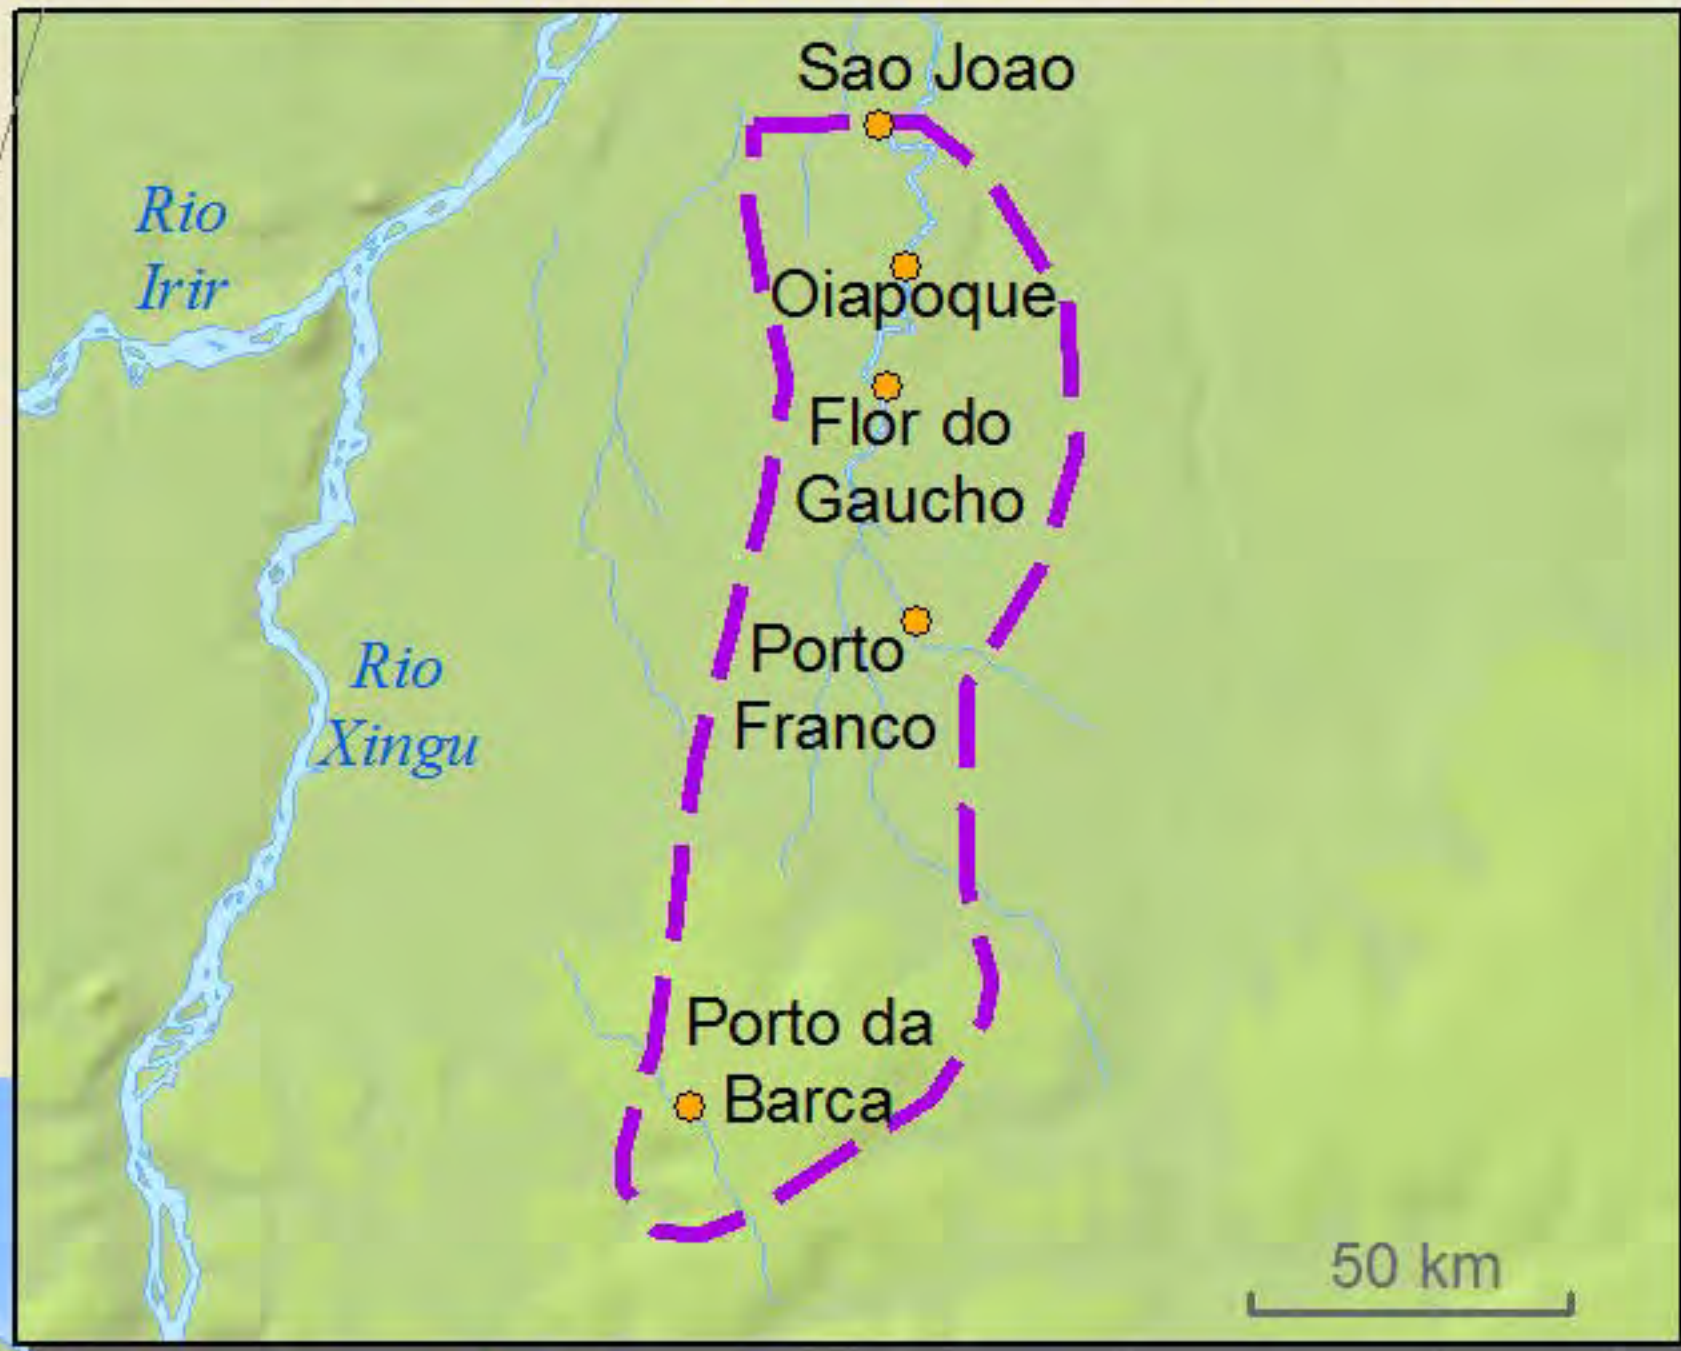 Sao Joao
Rio
Irir
Oiapoque
Flor do
Gaucho
Porto
Franco
Rio
Xingu
Porto da
Barca
50 km